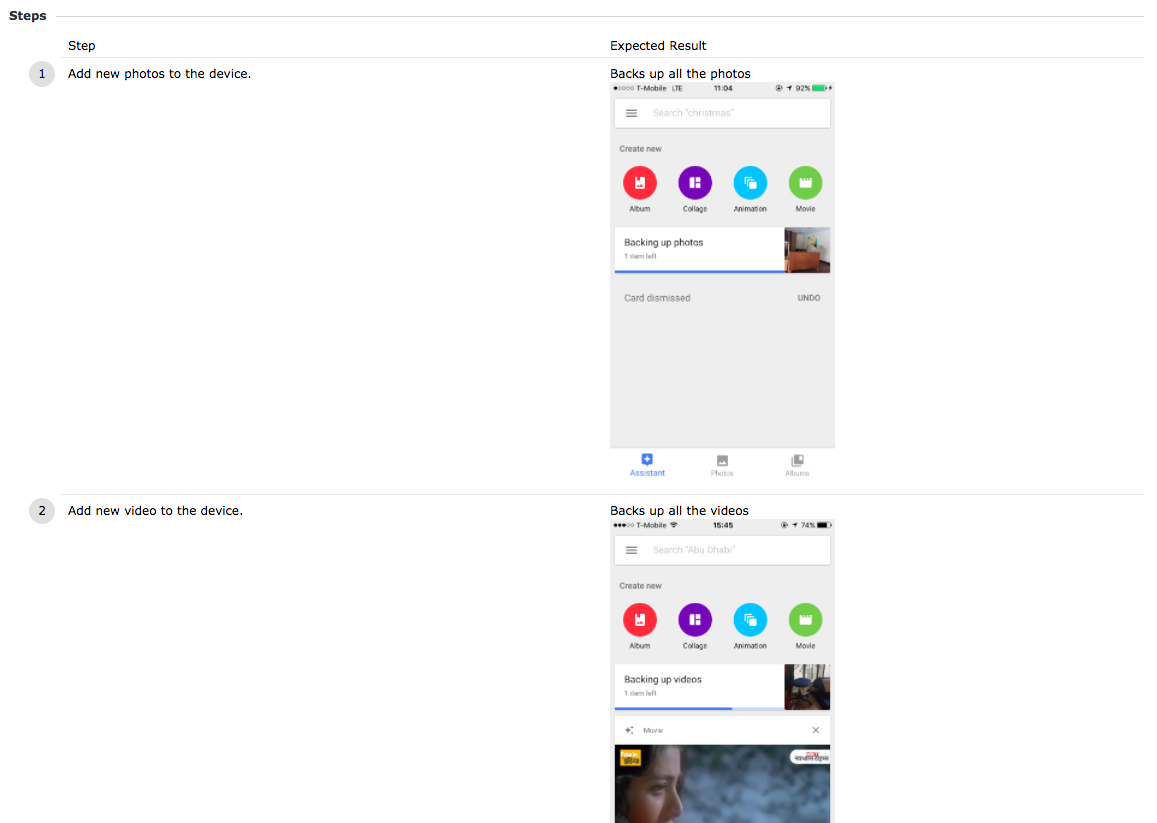 Steps
Step
Expected Result
1
Add new photos to the device.
Backs up all the photos
T-Mobile LTE
11:04
92%
Search "christmas"
Create new
Album
Collage
Animation
Movie
Backing up photos
1 item left
Card dismissed
UNDO
Assistant
Photos
Albums
2
Add new video to the device.
Backs up all the videos
T-Mobile
15:45
74%
Search "Abu Dhabi"
Create new
Album
Collage
Animation
Movie
Backing up videos
1 item left
Movie